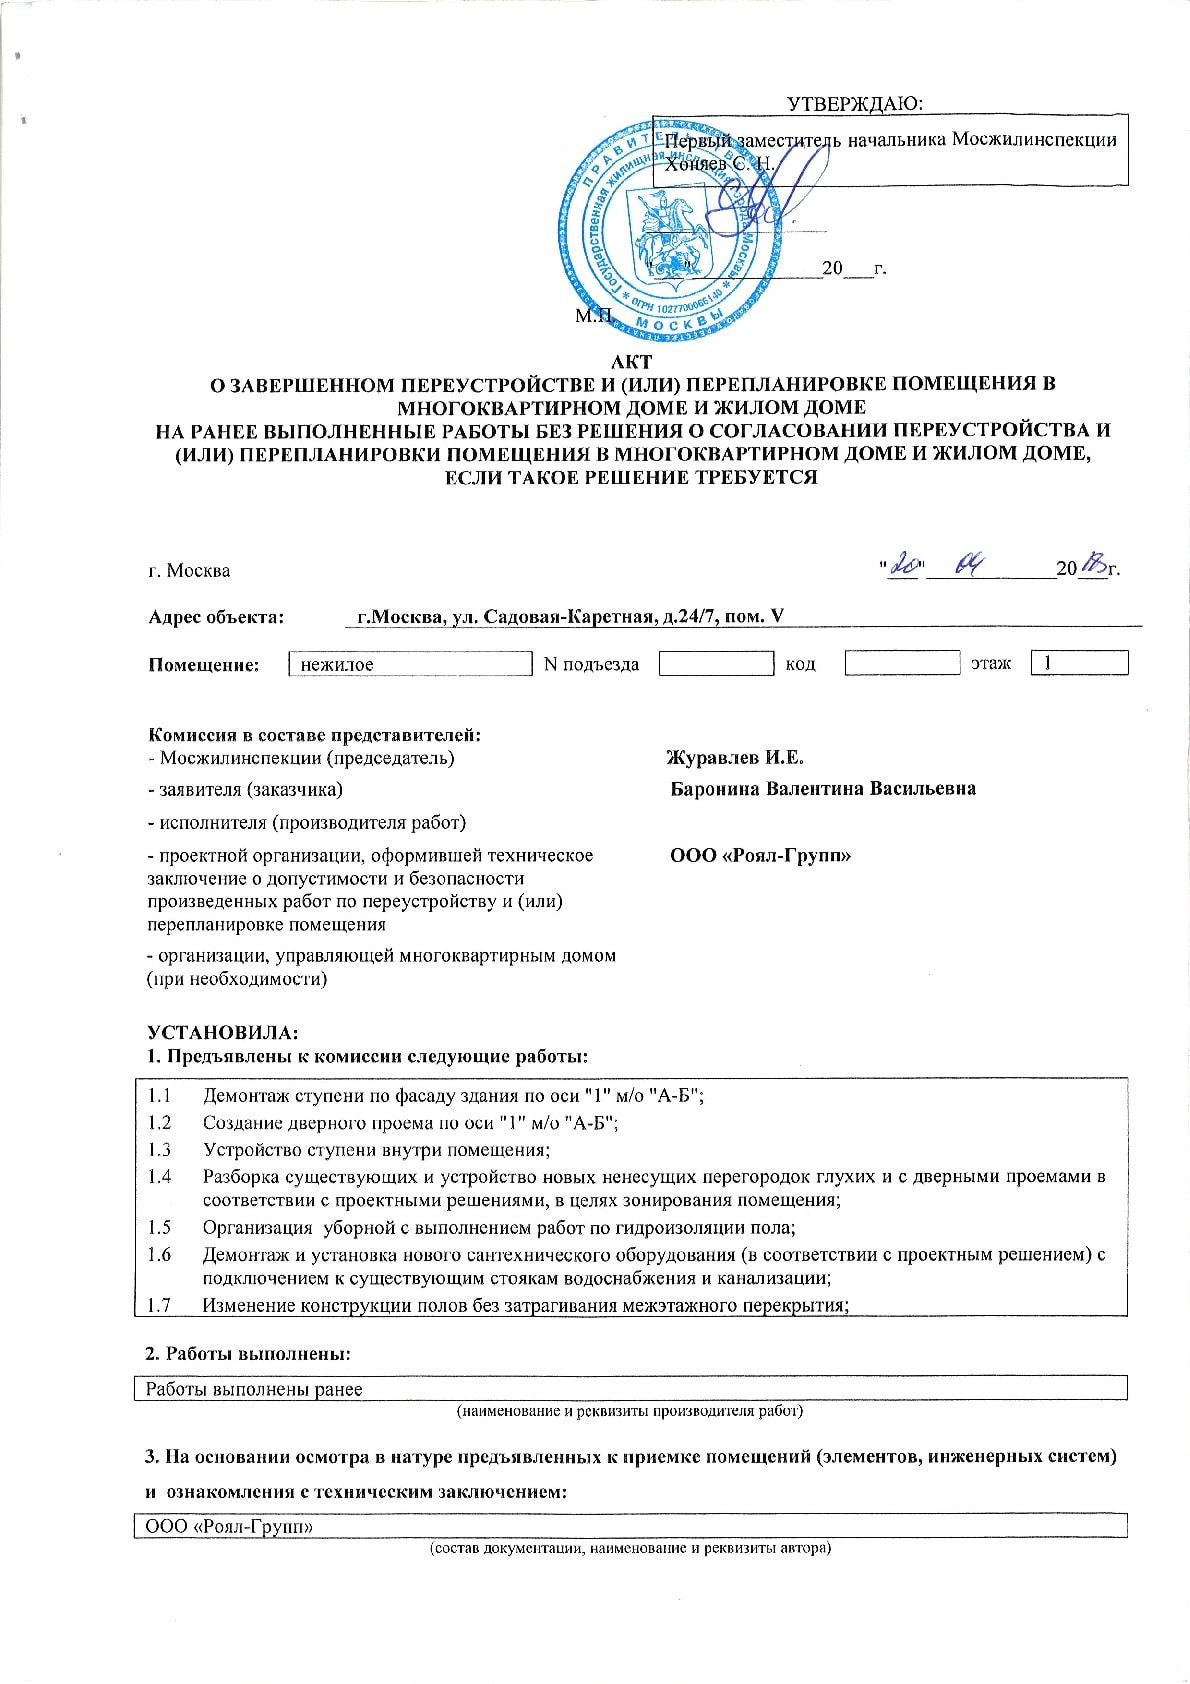 УТВЕРЖДАЮ:
Первый заместитель начальника Мосжилинспекции
Хоняев С. Н.
ПРАВИТЕЛЬСТВО МОСКВЫ
Государственная жилищная инспекция города Москвы * ОГРН 1027700066140 *
" " 20 г.
М.П.
АКТ
О ЗАВЕРШЕННОМ ПЕРЕУСТРОЙСТВЕ И (ИЛИ) ПЕРЕПЛАНИРОВКЕ ПОМЕЩЕНИЯ В
МНОГОКВАРТИРНОМ ДОМЕ И ЖИЛОМ ДОМЕ
НА РАНЕЕ ВЫПОЛНЕННЫЕ РАБОТЫ БЕЗ РЕШЕНИЯ О СОГЛАСОВАНИИ ПЕРЕУСТРОЙСТВА И
(ИЛИ) ПЕРЕПЛАНИРОВКИ ПОМЕЩЕНИЯ В МНОГОКВАРТИРНОМ ДОМЕ И ЖИЛОМ ДОМЕ,
ЕСЛИ ТАКОЕ РЕШЕНИЕ ТРЕБУЕТСЯ
г. Москва "20" 04 2018г.
Адрес объекта: г.Москва, ул. Садовая-Каретная, д.24/7, пом. V
Помещение: нежилое N подъезда код этаж 1
Комиссия в составе представителей:
- Мосжилинспекции (председатель) Журавлев И.Е.
- заявителя (заказчика) Баронина Валентина Васильевна
- исполнителя (производителя работ)
- проектной организации, оформившей техническое ООО «Роял-Групп»
заключение о допустимости и безопасности
произведенных работ по переустройству и (или)
перепланировке помещения
- организации, управляющей многоквартирным домом
(при необходимости)
УСТАНОВИЛА:
1. Предъявлены к комиссии следующие работы:
1.1 Демонтаж ступени по фасаду здания по оси "1" м/о "А-Б";
1.2 Создание дверного проема по оси "1" м/о "А-Б";
1.3 Устройство ступени внутри помещения;
1.4 Разборка существующих и устройство новых ненесущих перегородок глухих и с дверными проемами в
соответствии с проектными решениями, в целях зонирования помещения;
1.5 Организация уборной с выполнением работ по гидроизоляции пола;
1.6 Демонтаж и установка нового сантехнического оборудования (в соответствии с проектным решением) с
подключением к существующим стоякам водоснабжения и канализации;
1.7 Изменение конструкции полов без затрагивания межэтажного перекрытия;
2. Работы выполнены:
Работы выполнены ранее
(наименование и реквизиты производителя работ)
3. На основании осмотра в натуре предъявленных к приемке помещений (элементов, инженерных систем)
и ознакомления с техническим заключением:
ООО «Роял-Групп»
(состав документации, наименование и реквизиты автора)